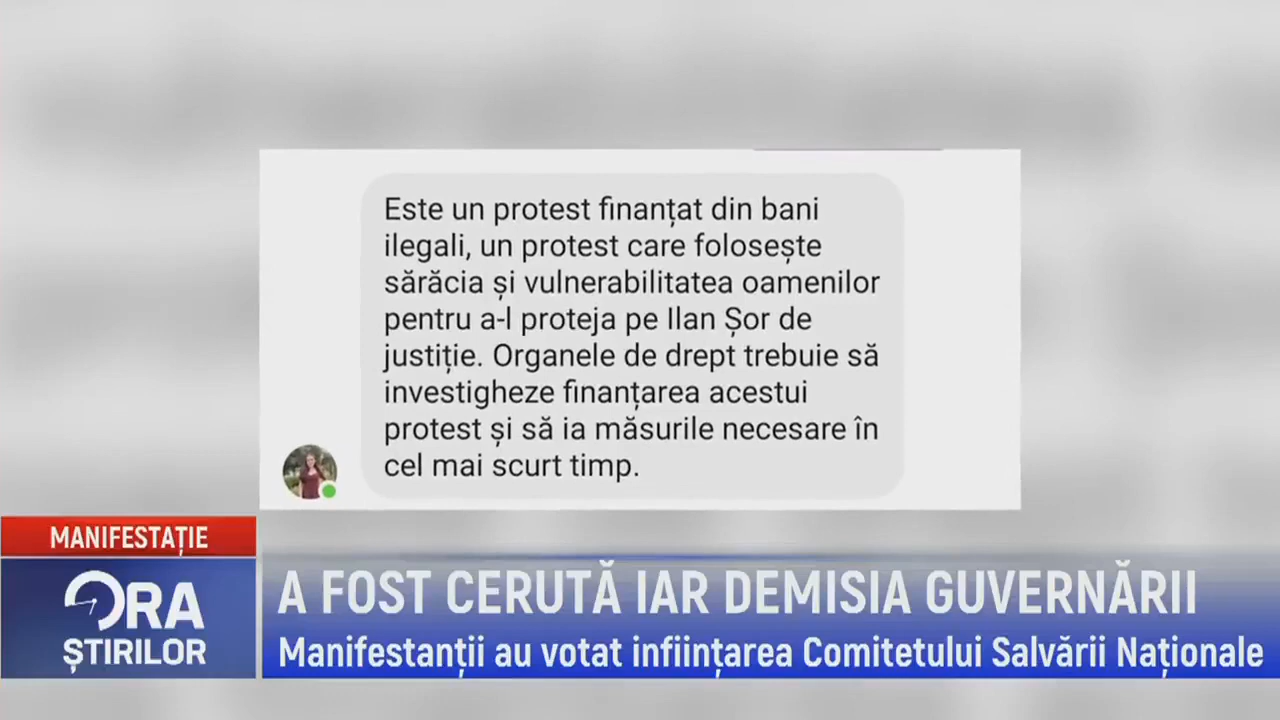 Este un protest finanțat din bani
ilegali, un protest care folosește
sărăcia și vulnerabilitatea oamenilor
pentru a-l proteja pe Ilan Șor de
justiție. Organele de drept trebuie să
investigheze finanțarea acestui
protest și să ia măsurile necesare în
cel mai scurt timp.
MANIFESTAȚIE
ORA
ȘTIRILOR
A FOST CERUTĂ IAR DEMISIA GUVERNĂRII
Manifestanții au votat inființarea Comitetului Salvării Naționale